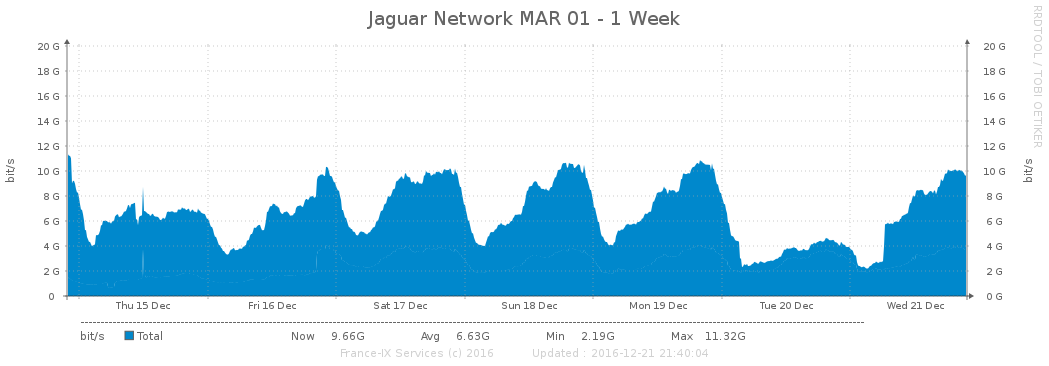 Jaguar Network MAR 01 - 1 Week
RRDTOOL / TOBI OETIKER
bit/s
bit/s
20 G 20 G
18 G 18 G
16 G 16 G
14 G 14 G
12 G 12 G
10 G 10 G
8 G 8 G
6 G 6 G
4 G 4 G
2 G 2 G
0 0 G
Thu 15 Dec Fri 16 Dec Sat 17 Dec Sun 18 Dec Mon 19 Dec Tue 20 Dec Wed 21 Dec
bit/s Total Now 9.66G Avg 6.63G Min 2.19G Max 11.32G
France-IX Services (c) 2016 Updated : 2016-12-21 21:40:04